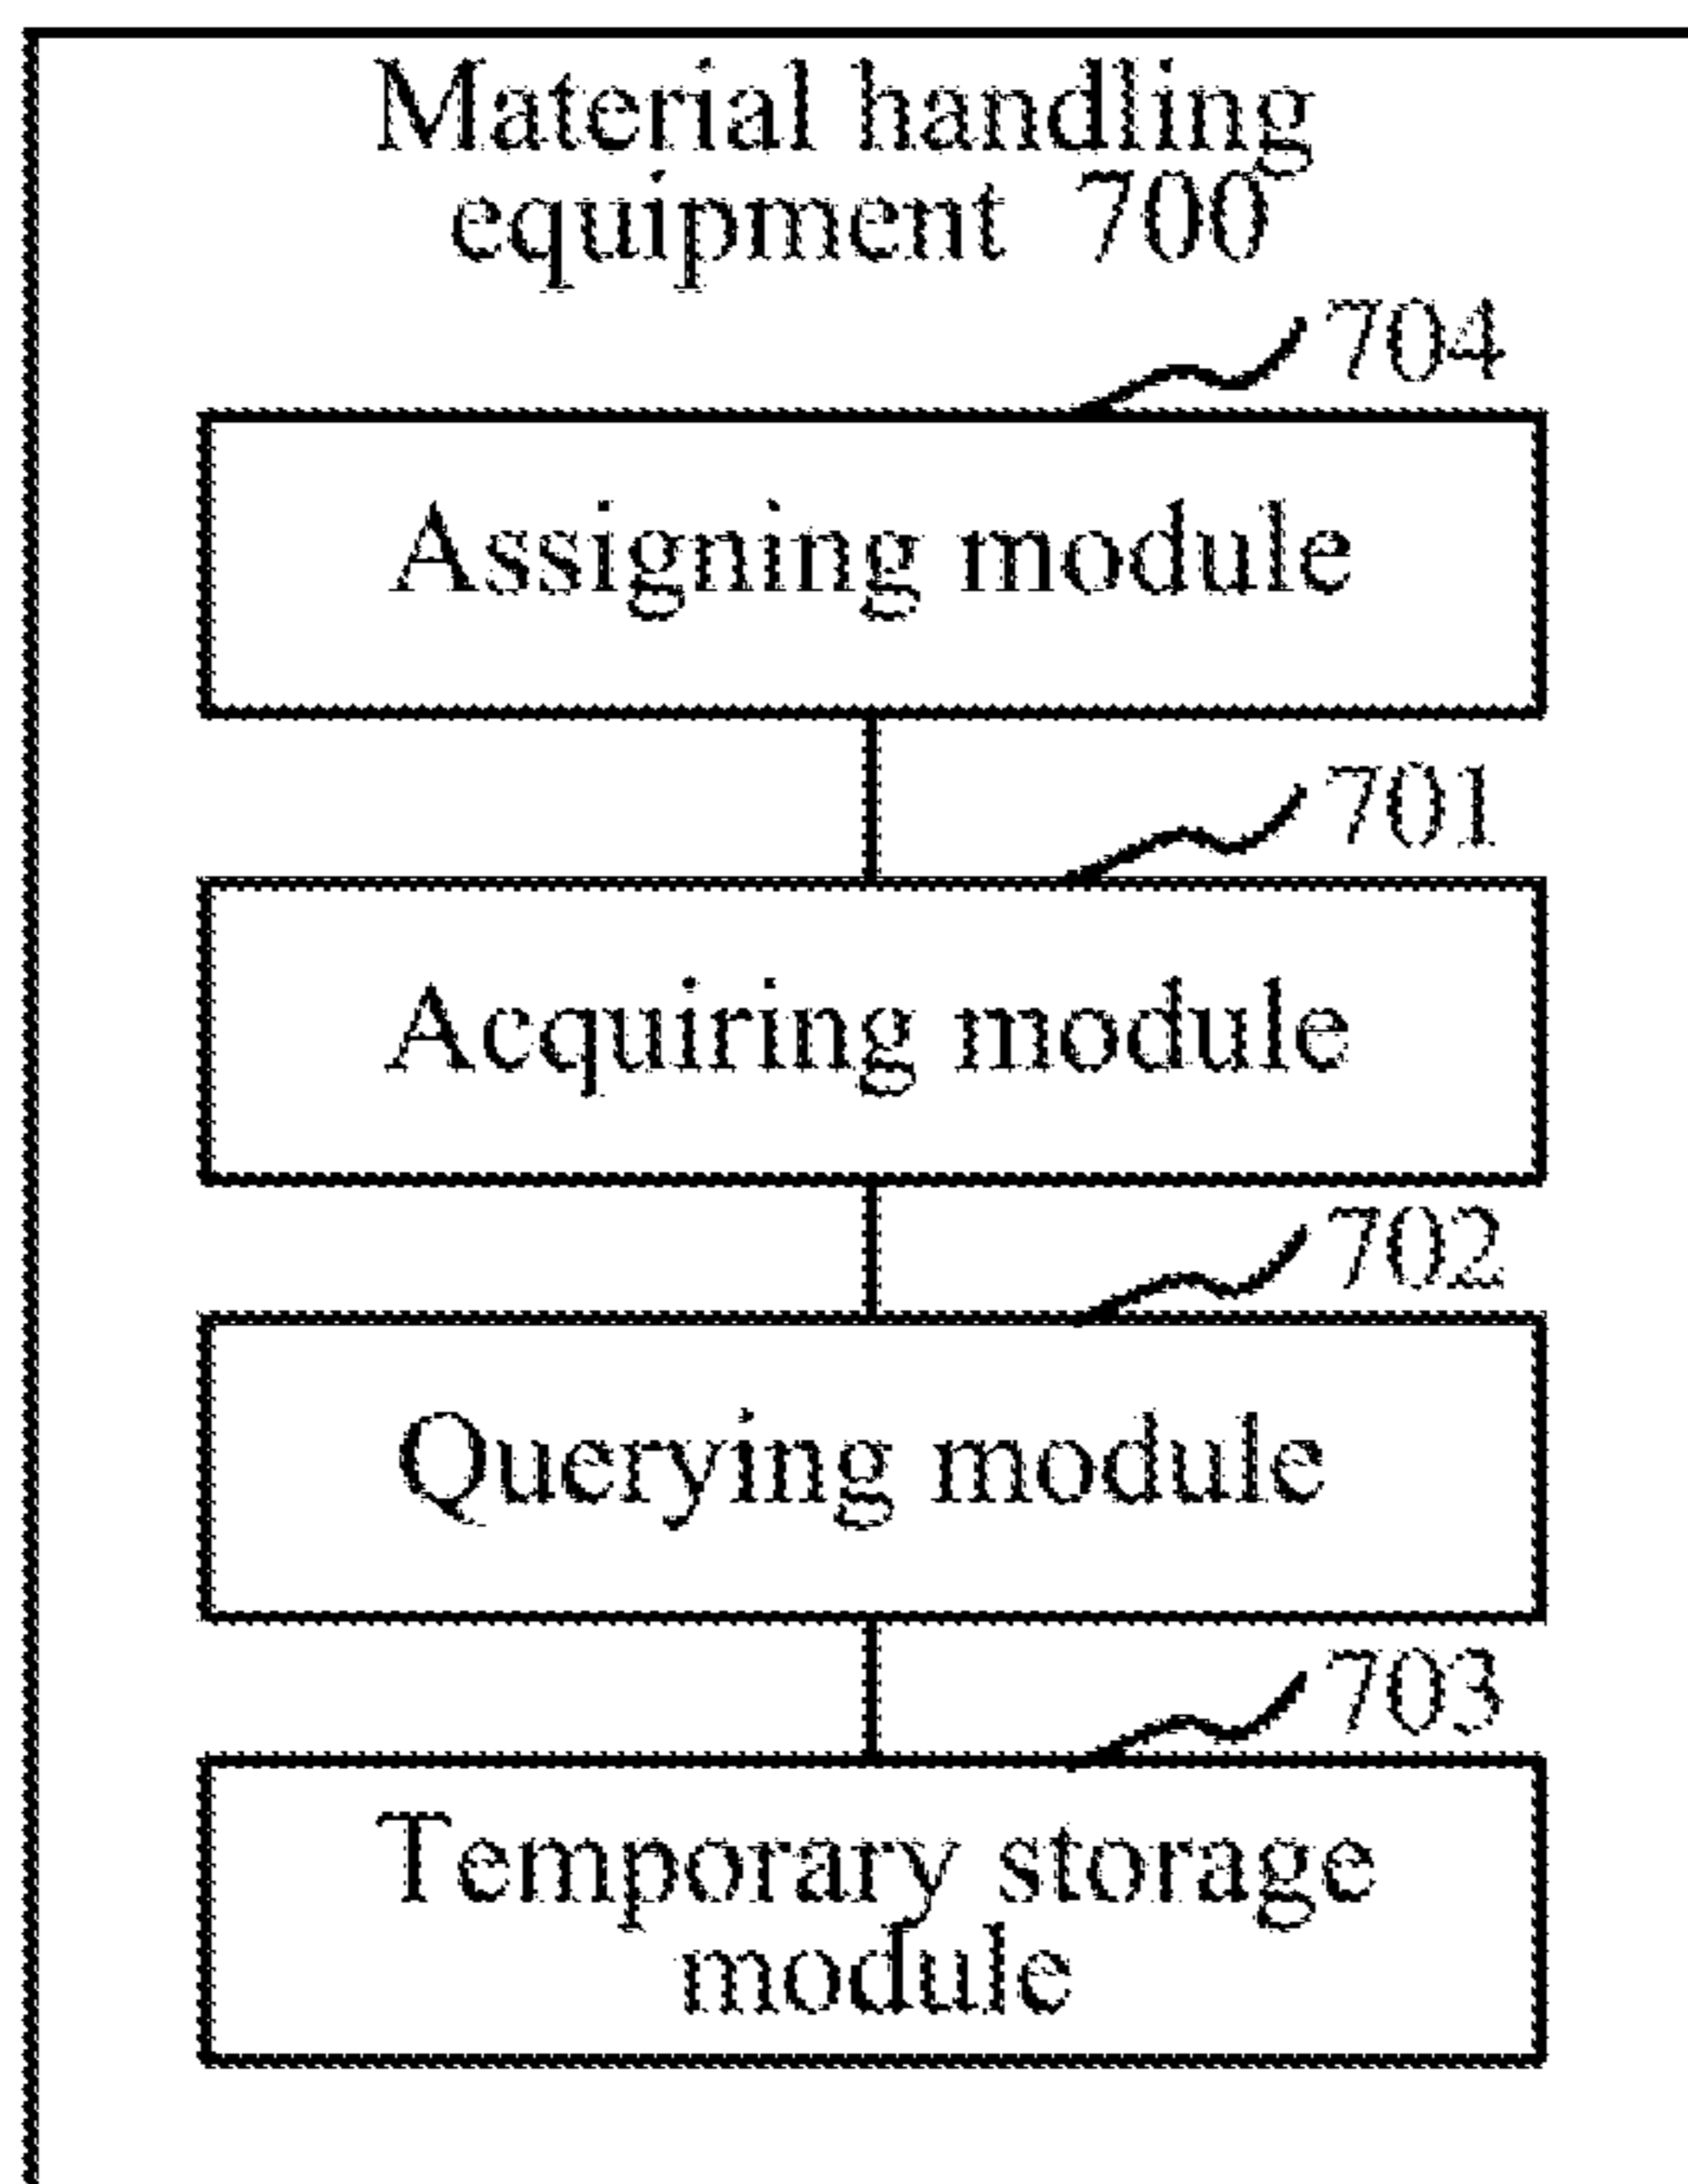 Material handling
equipment 700
704
Assigning module
701
Acquiring module
702
Querying module
703
Temporary storage
module